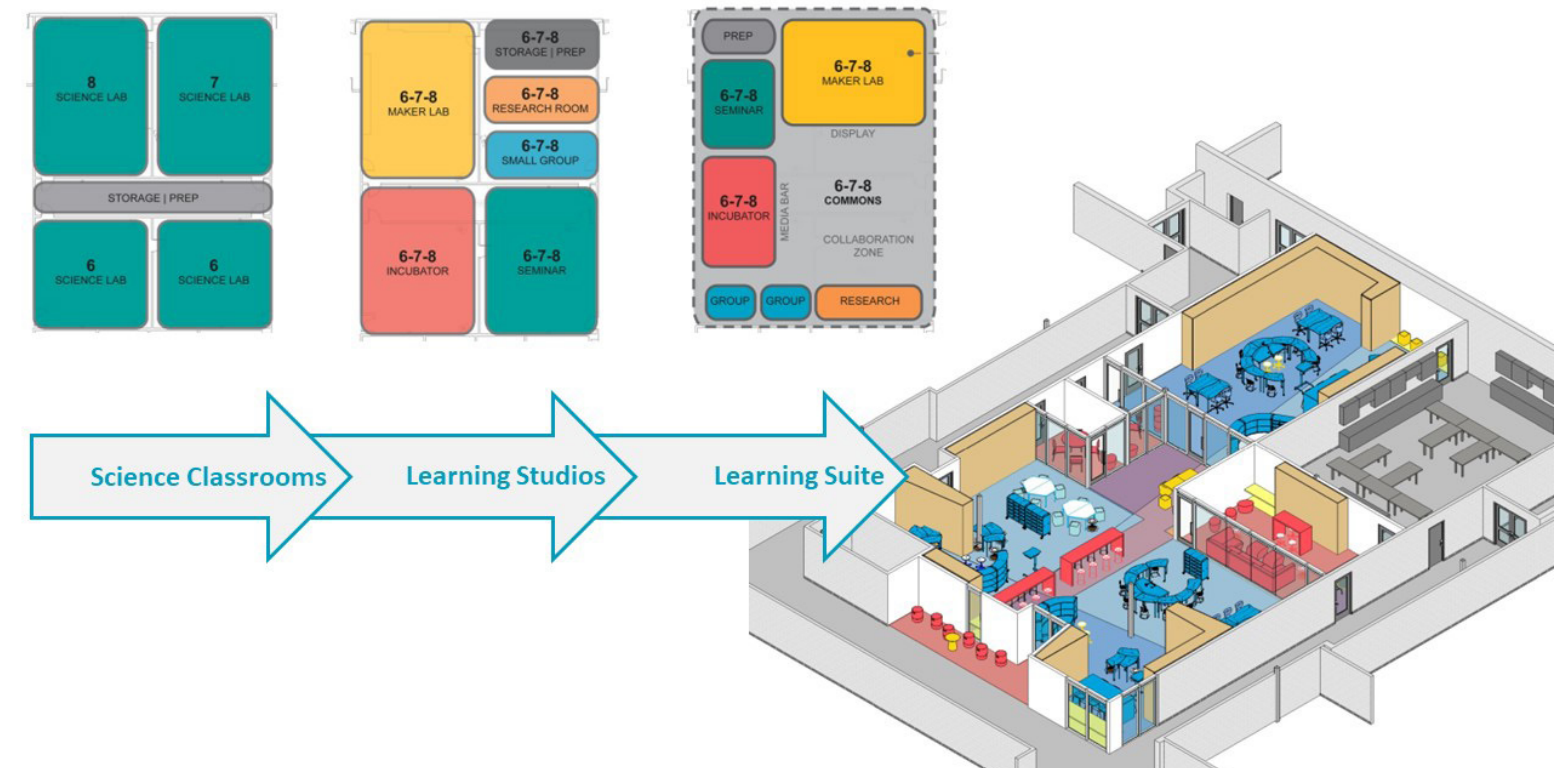 8
SCIENCE LAB
7
SCIENCE LAB
STORAGE | PREP
6
SCIENCE LAB
6
SCIENCE LAB
6-7-8
MAKER LAB
6-7-8
STORAGE | PREP
6-7-8
RESEARCH ROOM
6-7-8
SMALL GROUP
6-7-8
INCUBATOR
6-7-8
SEMINAR
PREP
6-7-8
MAKER LAB
6-7-8
SEMINAR
DISPLAY
6-7-8
INCUBATOR
MEDIA BAR
6-7-8
COMMONS
COLLABORATION
ZONE
GROUP
GROUP
RESEARCH
Science Classrooms
Learning Studios
Learning Suite